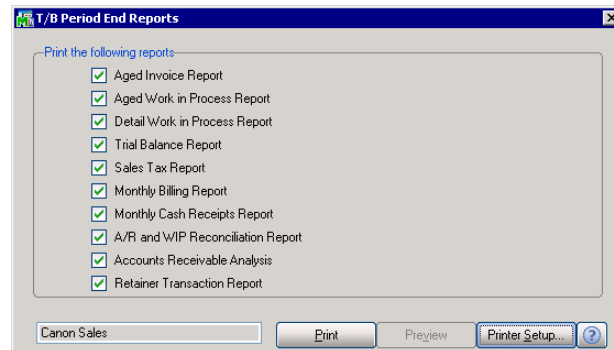 T/B Period End Reports
Print the following reports
Aged Invoice Report
Aged Work in Process Report
Detail Work in Process Report
Trial Balance Report
Sales Tax Report
Monthly Billing Report
Monthly Cash Receipts Report
A/R and WIP Reconciliation Report
Accounts Receivable Analysis
Retainer Transaction Report
Canon Sales Print Preview Printer Setup... ?